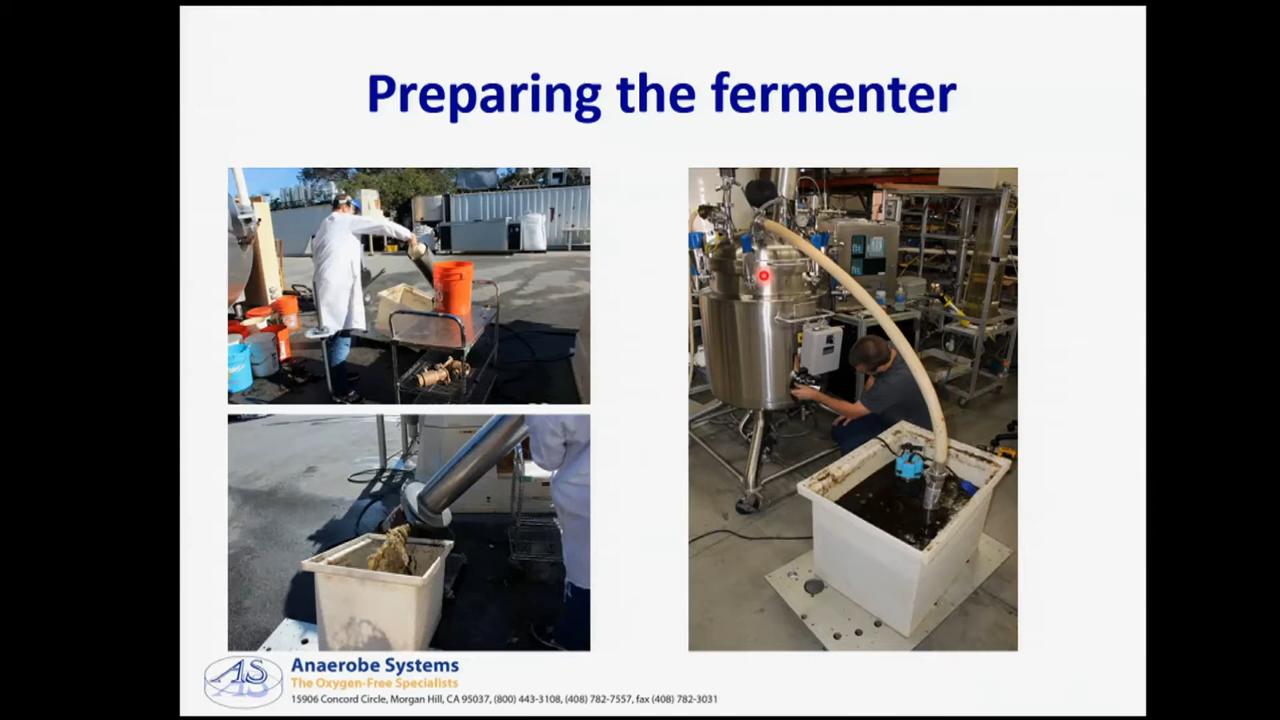 Preparing the fermenter
AS
Anaerobe Systems
The Oxygen-Free Specialists
15906 Concord Circle, Morgan Hill, CA 95037, (800) 443-3108, (408) 782-7557, fax (408) 782-3031